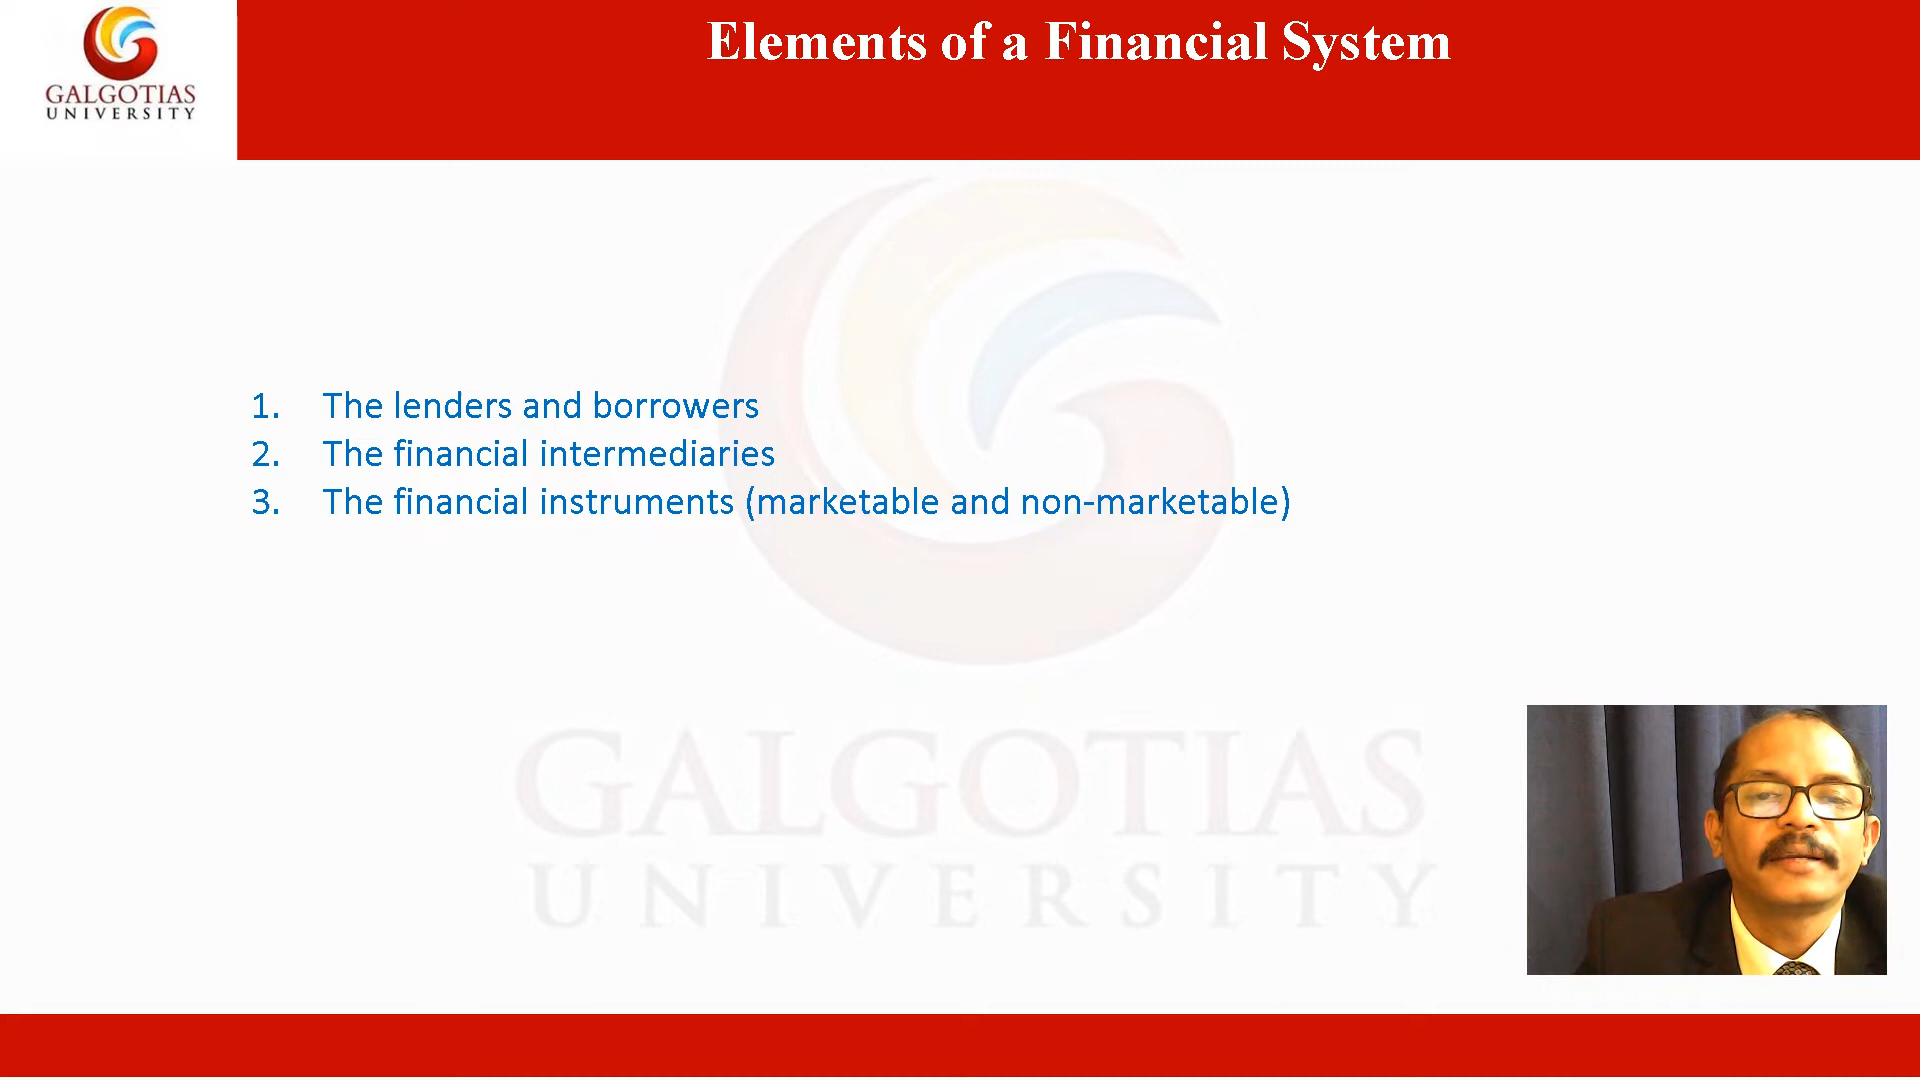 GALGOTIAS
UNIVERSITY
Elements of a Financial System
1. The lenders and borrowers
2. The financial intermediaries
3. The financial instruments (marketable and non-marketable)
GALGOTIAS
UNIVERSITY